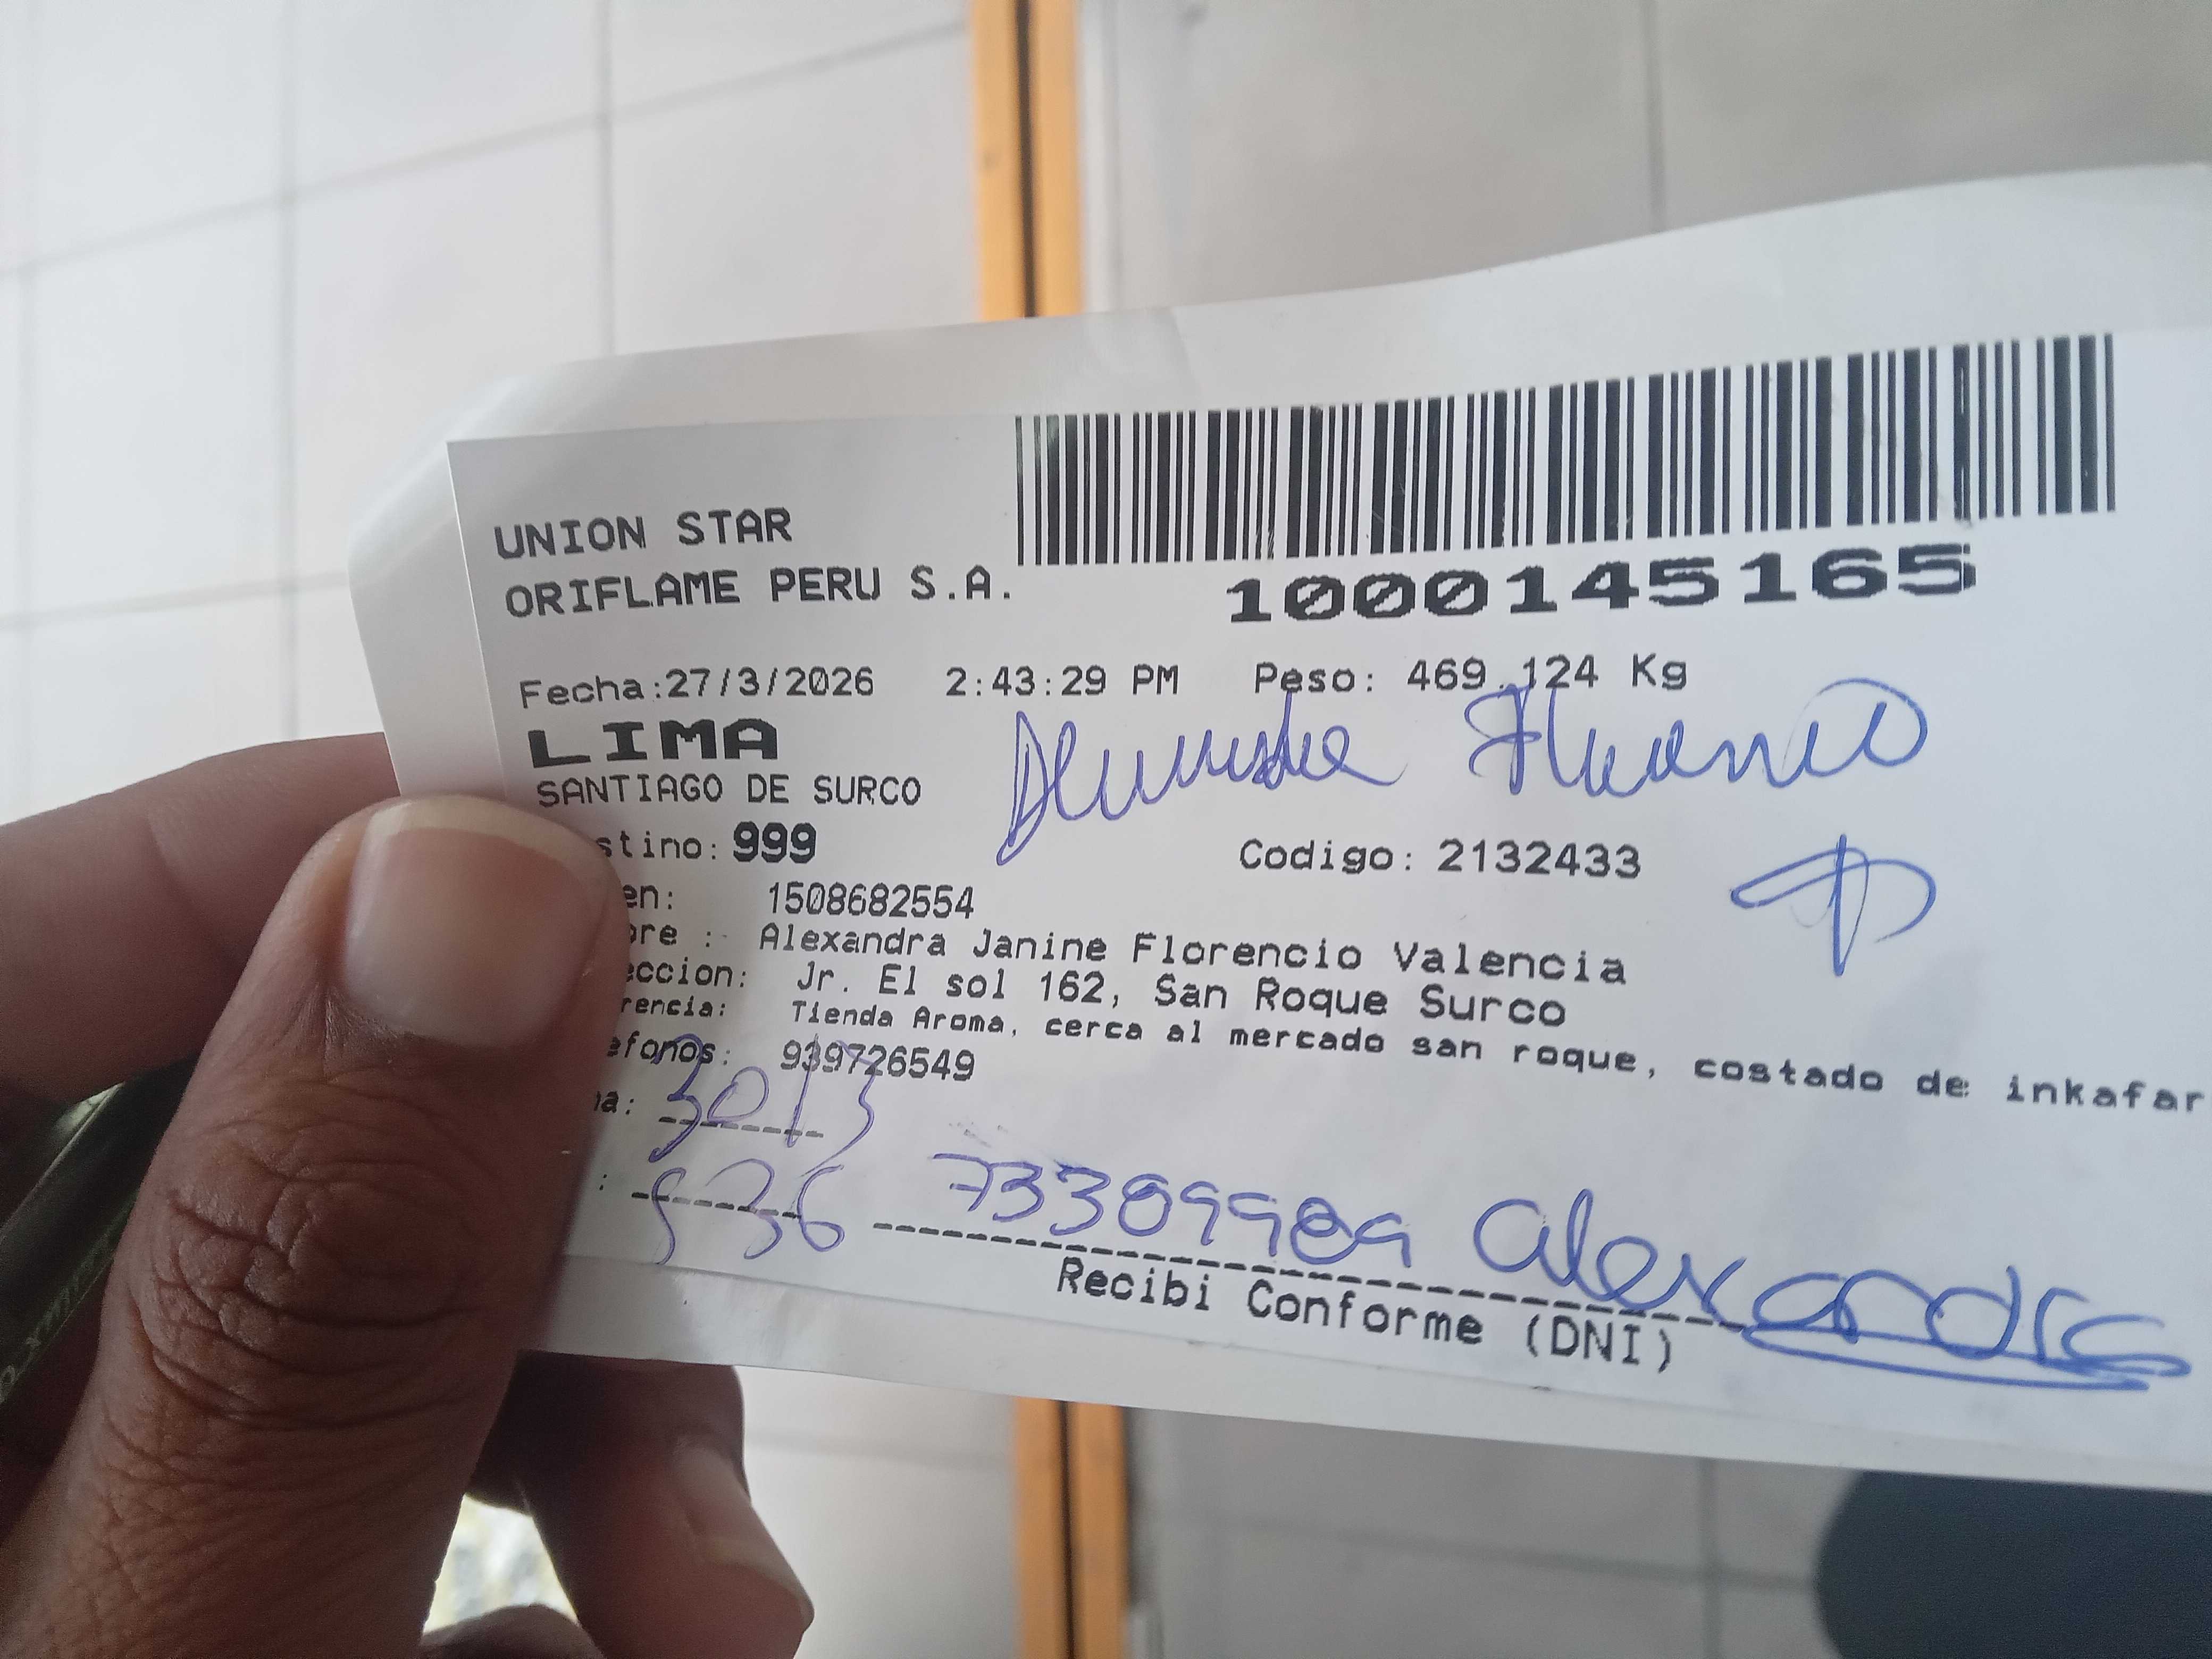 UNION STAR
ORIFLAME PERU S.A.
1000145165
Fecha:27/3/2026 2:43:29 PM Peso: 469.124 Kg
LIMA
SANTIAGO DE SURCO
stino: 999 Codigo: 2132433
en: 1508682554
bre : Alexandra Janine Florencio Valencia
eccion: Jr. El sol 162, San Roque Surco
rencia: Tienda Aroma, cerca al mercado san roque, costado de inkafar
efonos: 939726549
ha: 30/3
: 536 73309989 Alexandra
Recibi Conforme (DNI)